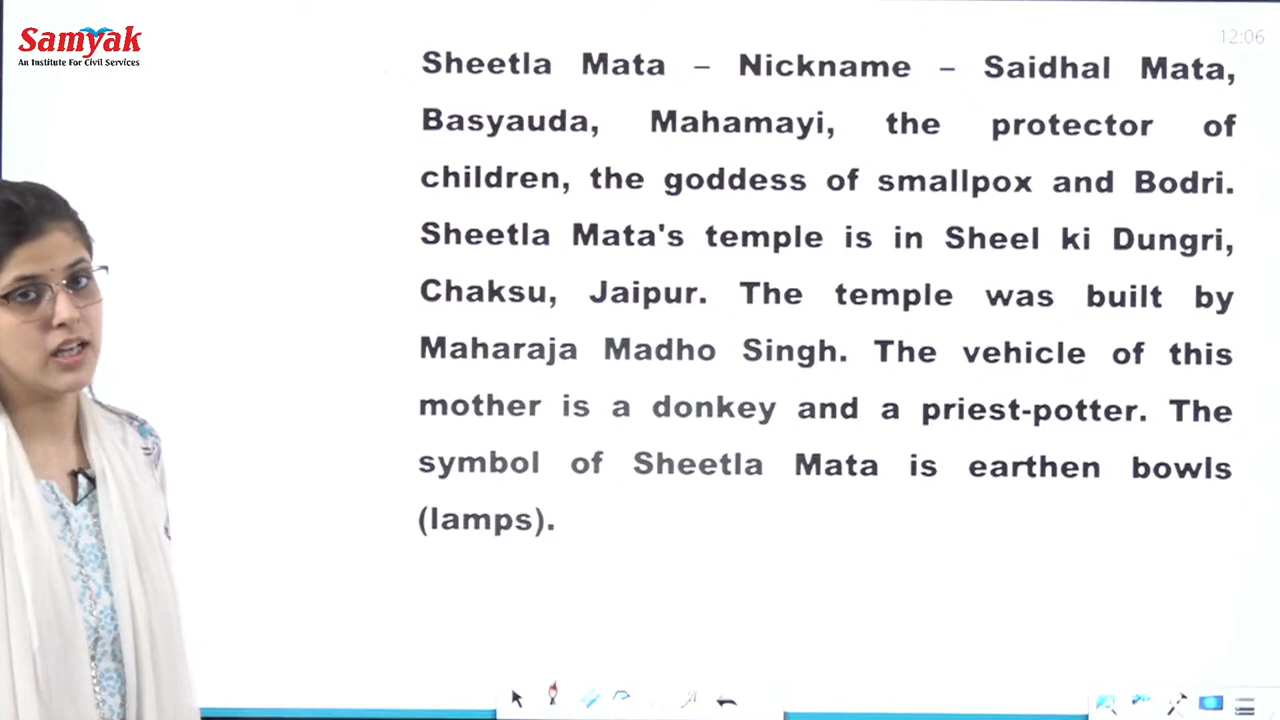 Samyak
An Institute For Civil Services
12:06
Sheetla Mata – Nickname – Saidhal Mata,
Basyauda, Mahamayi, the protector of
children, the goddess of smallpox and Bodri.
Sheetla Mata's temple is in Sheel ki Dungri,
Chaksu, Jaipur. The temple was built by
Maharaja Madho Singh. The vehicle of this
mother is a donkey and a priest-potter. The
symbol of Sheetla Mata is earthen bowls
(lamps).